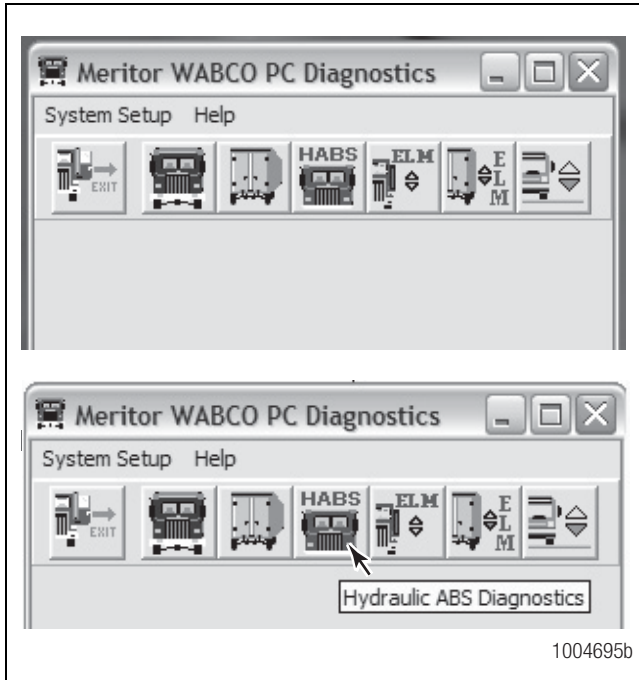 Meritor WABCO PC Diagnostics
System Setup Help
EXIT
HABS
ELM
E
L
M
Meritor WABCO PC Diagnostics
System Setup Help
EXIT
HABS
ELM
E
L
M
Hydraulic ABS Diagnostics
1004695b